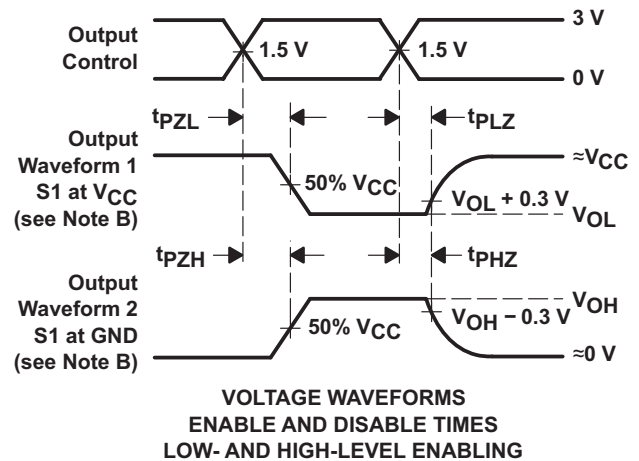 Output
Control
1.5 V
1.5 V
3 V
0 V
tPZL
tPLZ
Output
Waveform 1
S1 at VCC
(see Note B)
50% VCC
VOL + 0.3 V
≈VCC
VOL
tPZH
tPHZ
Output
Waveform 2
S1 at GND
(see Note B)
50% VCC
VOH − 0.3 V
VOH
≈0 V
VOLTAGE WAVEFORMS
ENABLE AND DISABLE TIMES
LOW- AND HIGH-LEVEL ENABLING